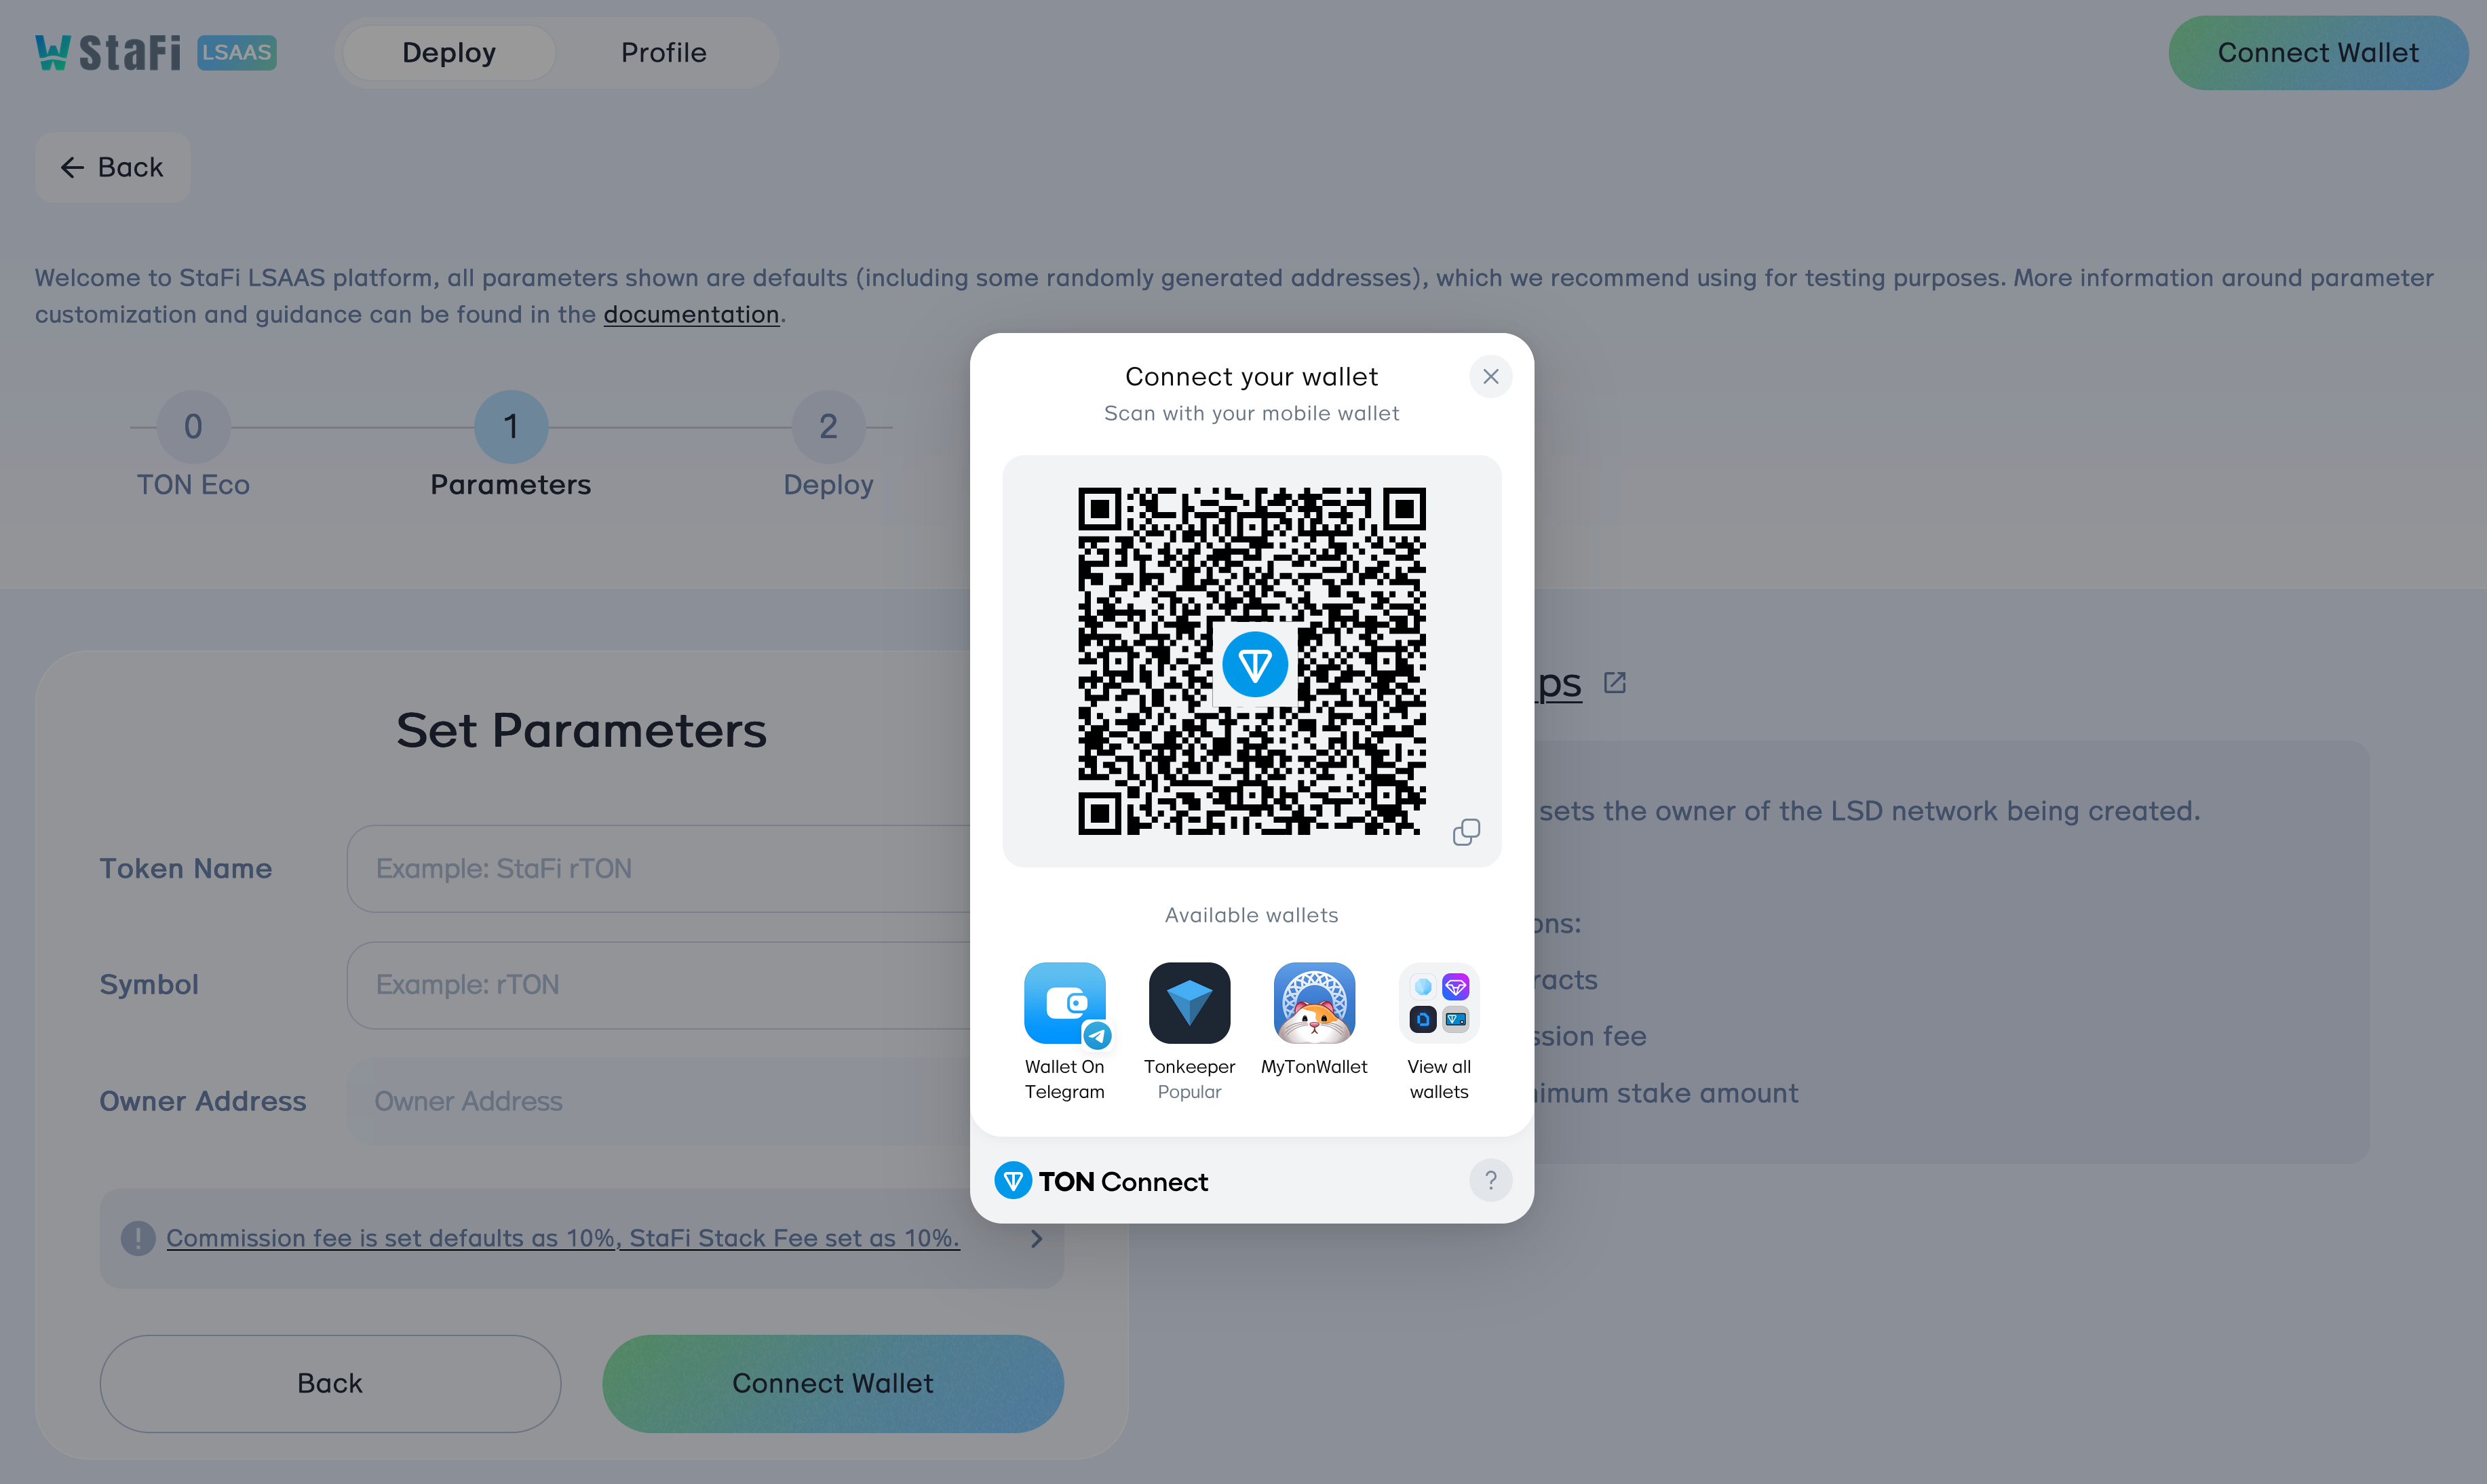 StaFi LSAAS
Deploy
Profile
Connect Wallet
Back
Welcome to StaFi LSAAS platform, all parameters shown are defaults (including some randomly generated addresses), which we recommend using for testing purposes. More information around parameter
customization and guidance can be found in the documentation.
0
1
2
TON Eco
Parameters
Deploy
Set Parameters
Token Name
Example: StaFi rTON
Symbol
Example: rTON
Owner Address
Owner Address
Commission fee is set defaults as 10%, StaFi Stack Fee set as 10%.
Back
Connect Wallet
Connect your wallet
Scan with your mobile wallet
Available wallets
Wallet On
Telegram
Tonkeeper
Popular
MyTonWallet
View all
wallets
TON Connect
?
sets the owner of the LSD network being created.
stake amount
fee